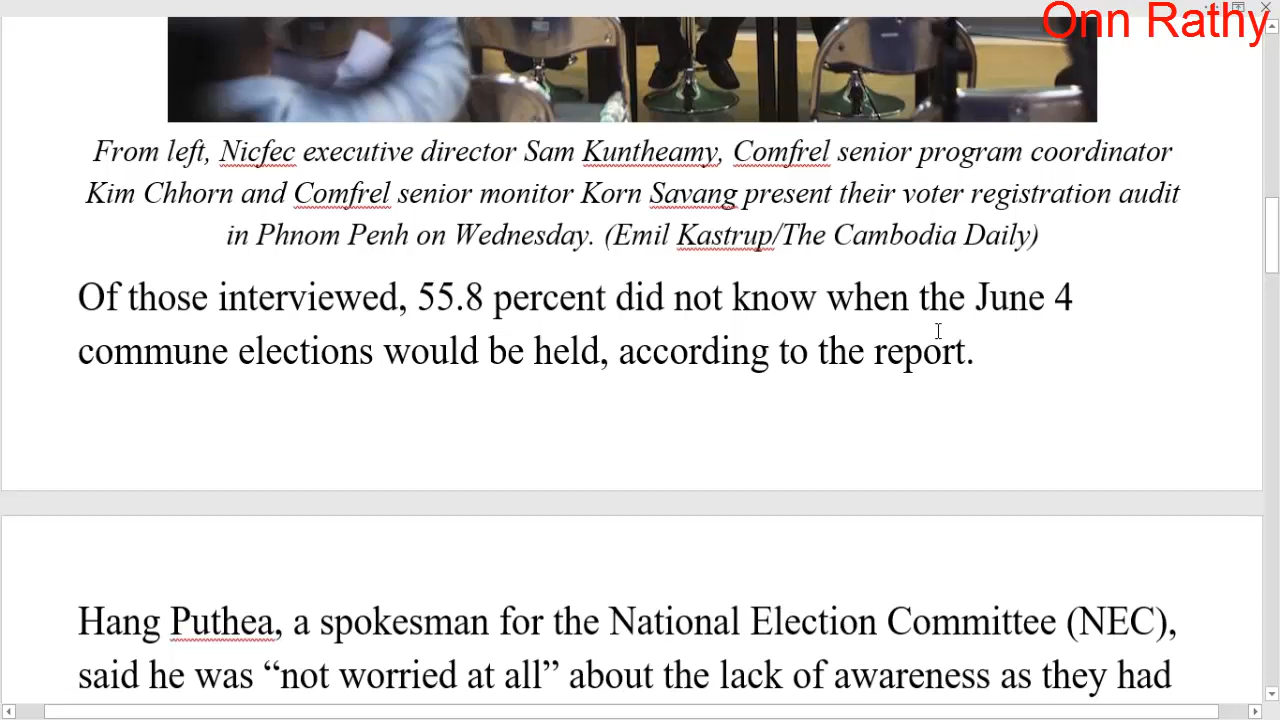 Onn Rathy
From left, Nicfec executive director Sam Kuntheamy, Comfrel senior program coordinator
Kim Chhorn and Comfrel senior monitor Korn Savang present their voter registration audit
in Phnom Penh on Wednesday. (Emil Kastrup/The Cambodia Daily)
Of those interviewed, 55.8 percent did not know when the June 4
commune elections would be held, according to the report.
Hang Puthea, a spokesman for the National Election Committee (NEC),
said he was “not worried at all” about the lack of awareness as they had